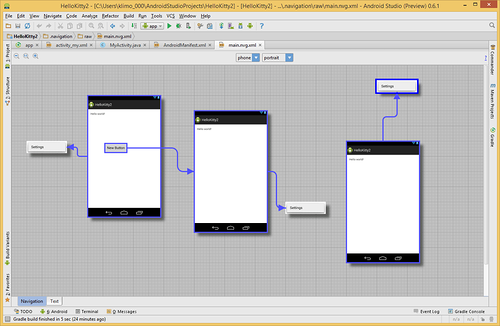 HelloKitty2 - [C:\Users\klimo_000\AndroidStudioProjects\HelloKitty2] - ...\.navigation\raw\main.nvg.xml - Android Studio (Preview) 0.6.1
File Edit View Navigate Code Analyze Refactor Build Run Tools VCS Window Help
HelloKitty2 .navigation raw main.nvg.xml app
app activity_my.xml MyActivity.java AndroidManifest.xml main.nvg.xml
phone portrait
1: Project
7: Structure
Build Variants
2: Favorites
Commander
Maven Projects
Gradle
Settings
HelloKitty2
Hello world!
New Button
Settings
HelloKitty2
Hello world!
Settings
HelloKitty2
Hello world!
Navigation Text
TODO 6: Android Terminal 0: Messages Event Log Gradle Console
Gradle build finished in 5 sec (24 minutes ago) n/a n/a